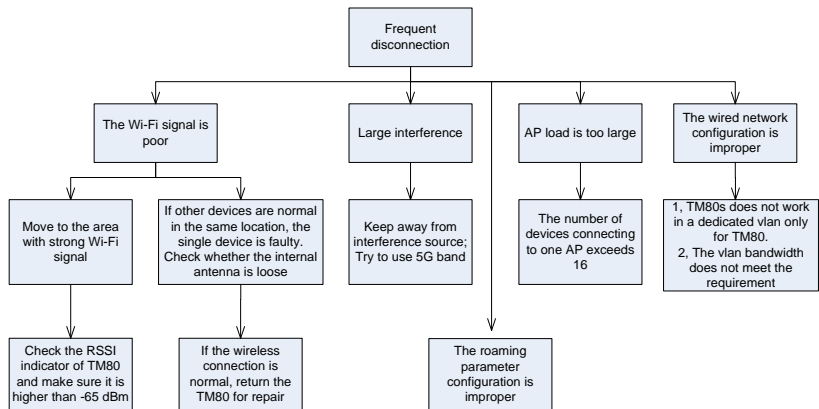 Frequent
disconnection
The Wi-Fi signal is
poor
Large interference
AP load is too large
The wired network
configuration is
improper
Move to the area
with strong Wi-Fi
signal
If other devices are normal
in the same location, the
single device is faulty.
Check whether the internal
antenna is loose
Keep away from
interference source;
Try to use 5G band
The number of
devices connecting
to one AP exceeds
16
1, TM80s does not work
in a dedicated vlan only
for TM80.
2, The vlan bandwidth
does not meet the
requirement
Check the RSSI
indicator of TM80
and make sure it is
higher than -65 dBm
If the wireless
connection is
normal, return the
TM80 for repair
The roaming
parameter
configuration is
improper